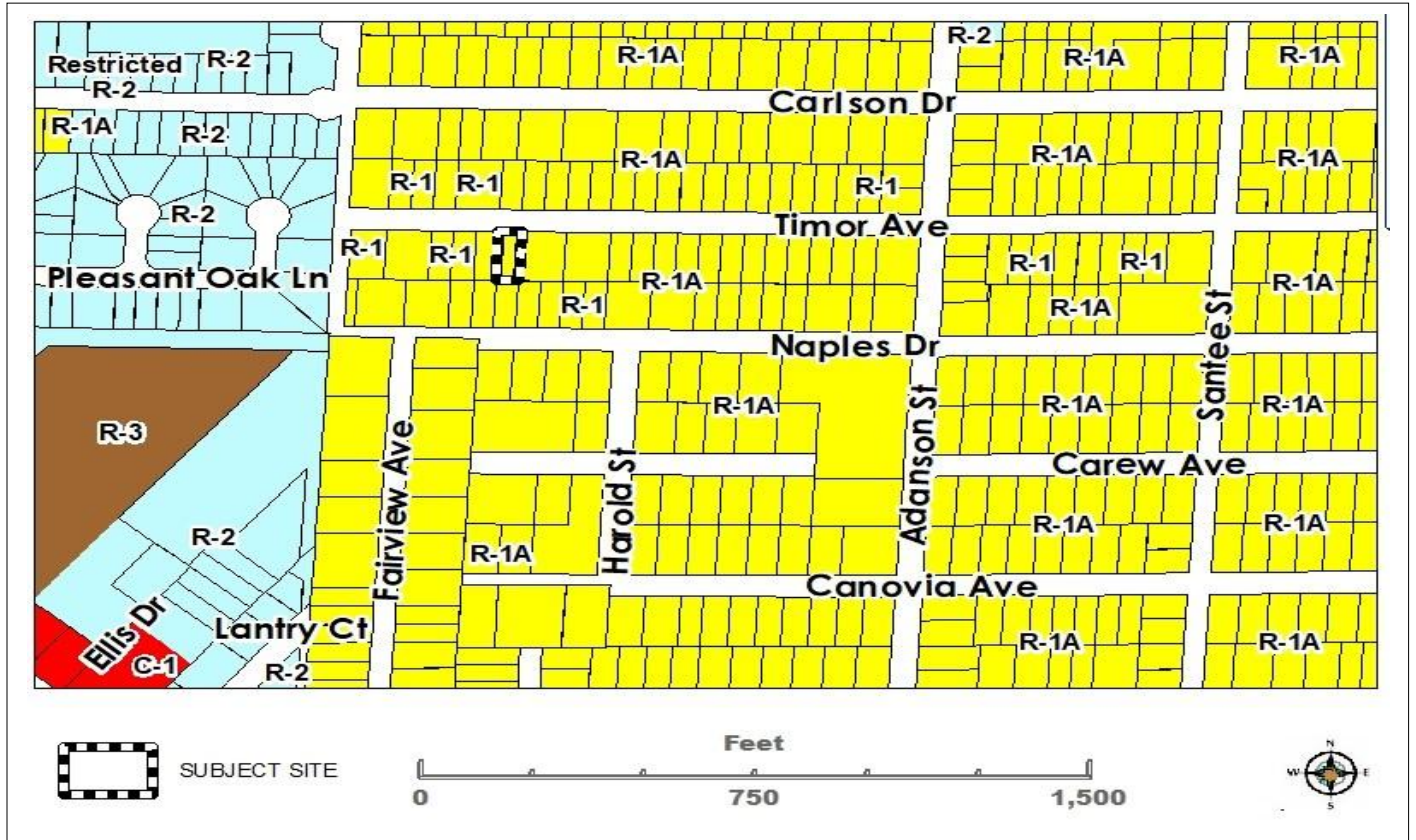 R-2
R-1A
R-2
R-1A
R-1A
Restricted
R-2
Carlson Dr
R-1A
R-2
R-1A
R-1A
R-1A
R-1
R-1
R-1
R-2
Timor Ave
R-1
R-1
R-1
R-1
Pleasant Oak Ln
R-1A
R-1A
R-1
R-1A
Naples Dr
Santee St
R-3
R-1A
R-1A
R-1A
Fairview Ave
Harold St
Adanson St
Carew Ave
R-2
R-1A
R-1A
R-1A
Canovia Ave
Ellis Dr
Lantry Ct
R-1A
R-1A
C-1
R-2
SUBJECT SITE
Feet
0
750
1,500
N
W
E
S